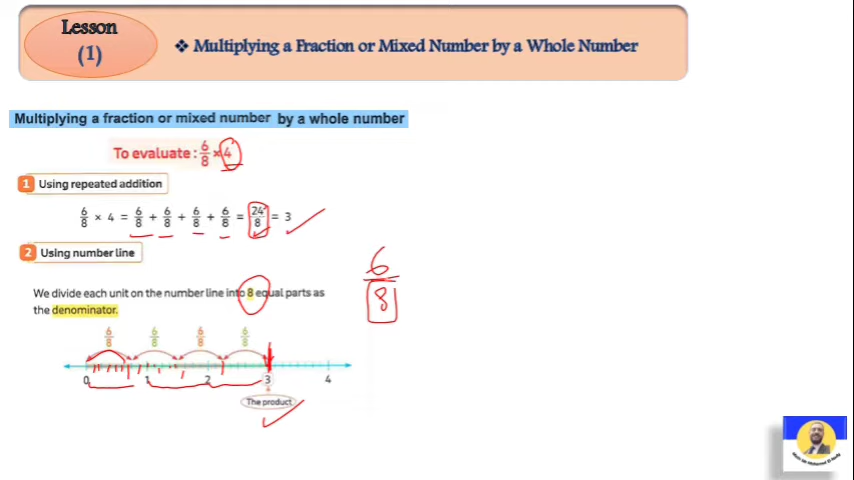 Lesson
(1)
❖ Multiplying a Fraction or Mixed Number by a Whole Number
Multiplying a fraction or mixed number by a whole number
To evaluate : 6/8 × 4
1 Using repeated addition
6/8 × 4 = 6/8 + 6/8 + 6/8 + 6/8 = 24/8 = 3
2 Using number line
We divide each unit on the number line into 8 equal parts as
the denominator.
6/8
6/8 6/8 6/8 6/8
0 1 2 3 4
The product